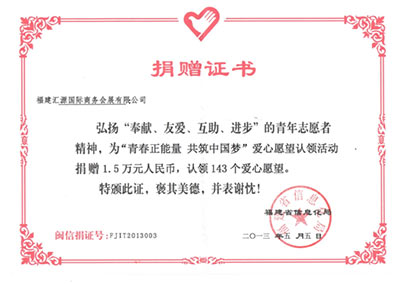 捐赠证书
福建汇源国际商务会展有限公司
弘扬“奉献、友爱、互助、进步”的青年志愿者
精神，为“青春正能量 共筑中国梦”爱心愿望认领活动
捐赠 1.5 万元人民币，认领 143 个爱心愿望。
特颁此证，褒其美德，并表谢忱！
福建省信息化局
二〇一三 年五 月五 日
闽信捐证号：FJIT2013003